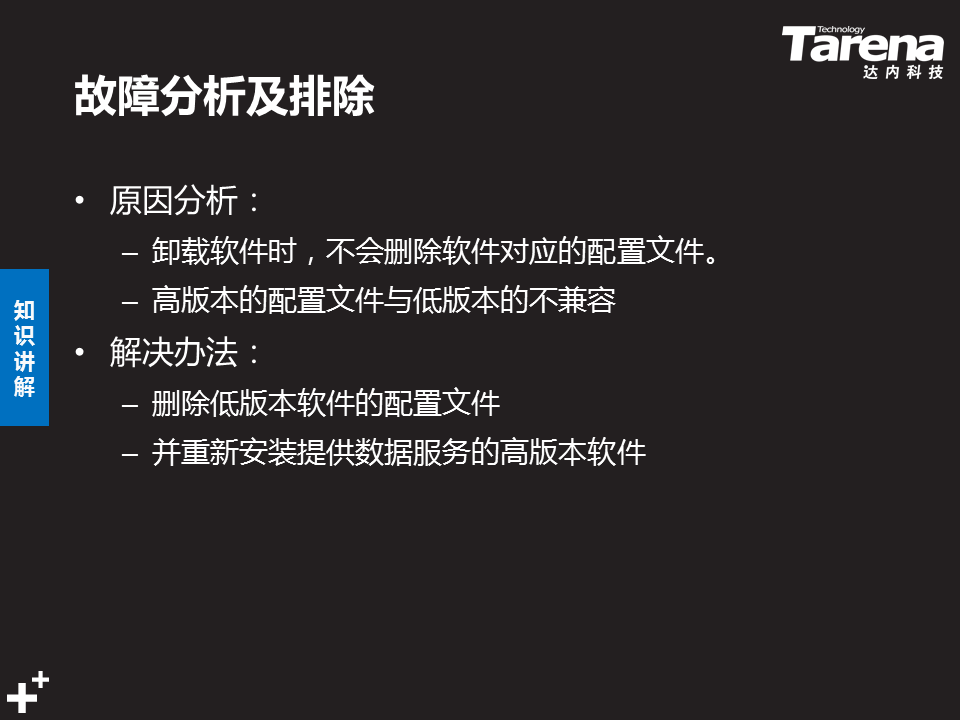 Technology
Tarena
达内科技
故障分析及排除
• 原因分析：
– 卸载软件时，不会删除软件对应的配置文件。
– 高版本的配置文件与低版本的不兼容
• 解决办法：
– 删除低版本软件的配置文件
– 并重新安装提供数据服务的高版本软件
知识讲解